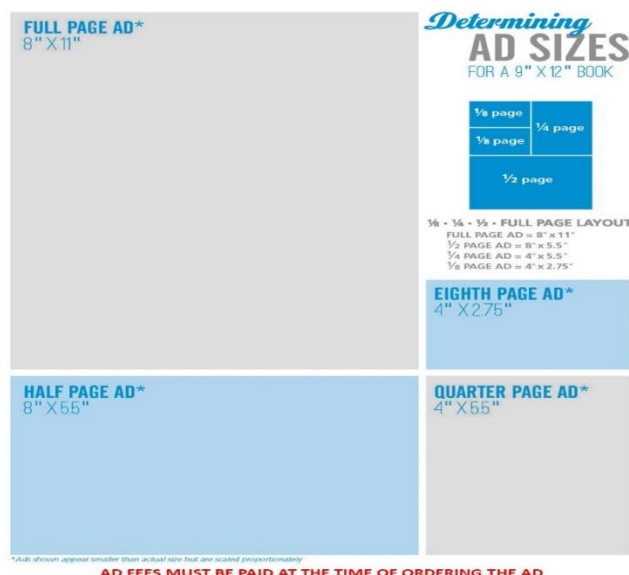 FULL PAGE AD*
8" X 11"
Determining
AD SIZES
FOR A 9" X 12" BOOK
⅛ page
¼ page
⅛ page
½ page
⅛ • ¼ • ½ • FULL PAGE LAYOUT
FULL PAGE AD = 8" x 11"
½ PAGE AD = 8" x 5.5"
¼ PAGE AD = 4" x 5.5"
⅛ PAGE AD = 4" x 2.75"
EIGHTH PAGE AD*
4" X 2.75"
HALF PAGE AD*
8" X 5.5"
QUARTER PAGE AD*
4" X 5.5"
*Ads shown appear smaller than actual size but are scaled proportionately
AD FEES MUST BE PAID AT THE TIME OF ORDERING THE AD